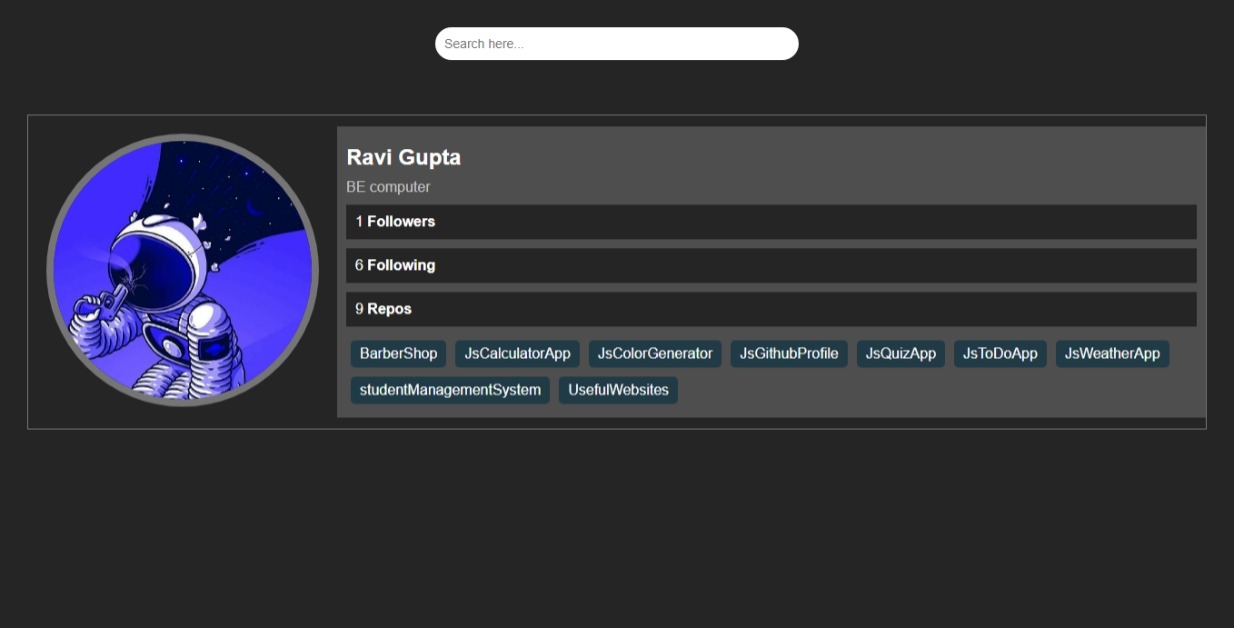 Search here...
Ravi Gupta
BE computer
1 Followers
6 Following
9 Repos
BarberShop JsCalculatorApp JsColorGenerator JsGithubProfile JsQuizApp JsToDoApp JsWeatherApp
studentManagementSystem UsefulWebsites